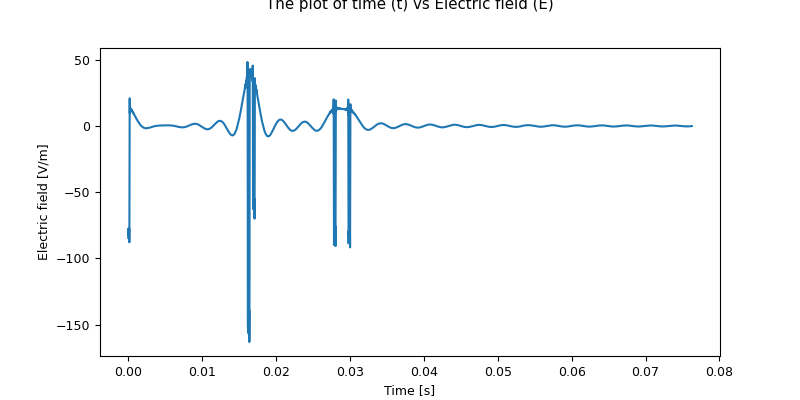 The plot of time (t) vs Electric field (E)
50
0
−50
−100
−150
Electric field [V/m]
0.00 0.01 0.02 0.03 0.04 0.05 0.06 0.07 0.08
Time [s]